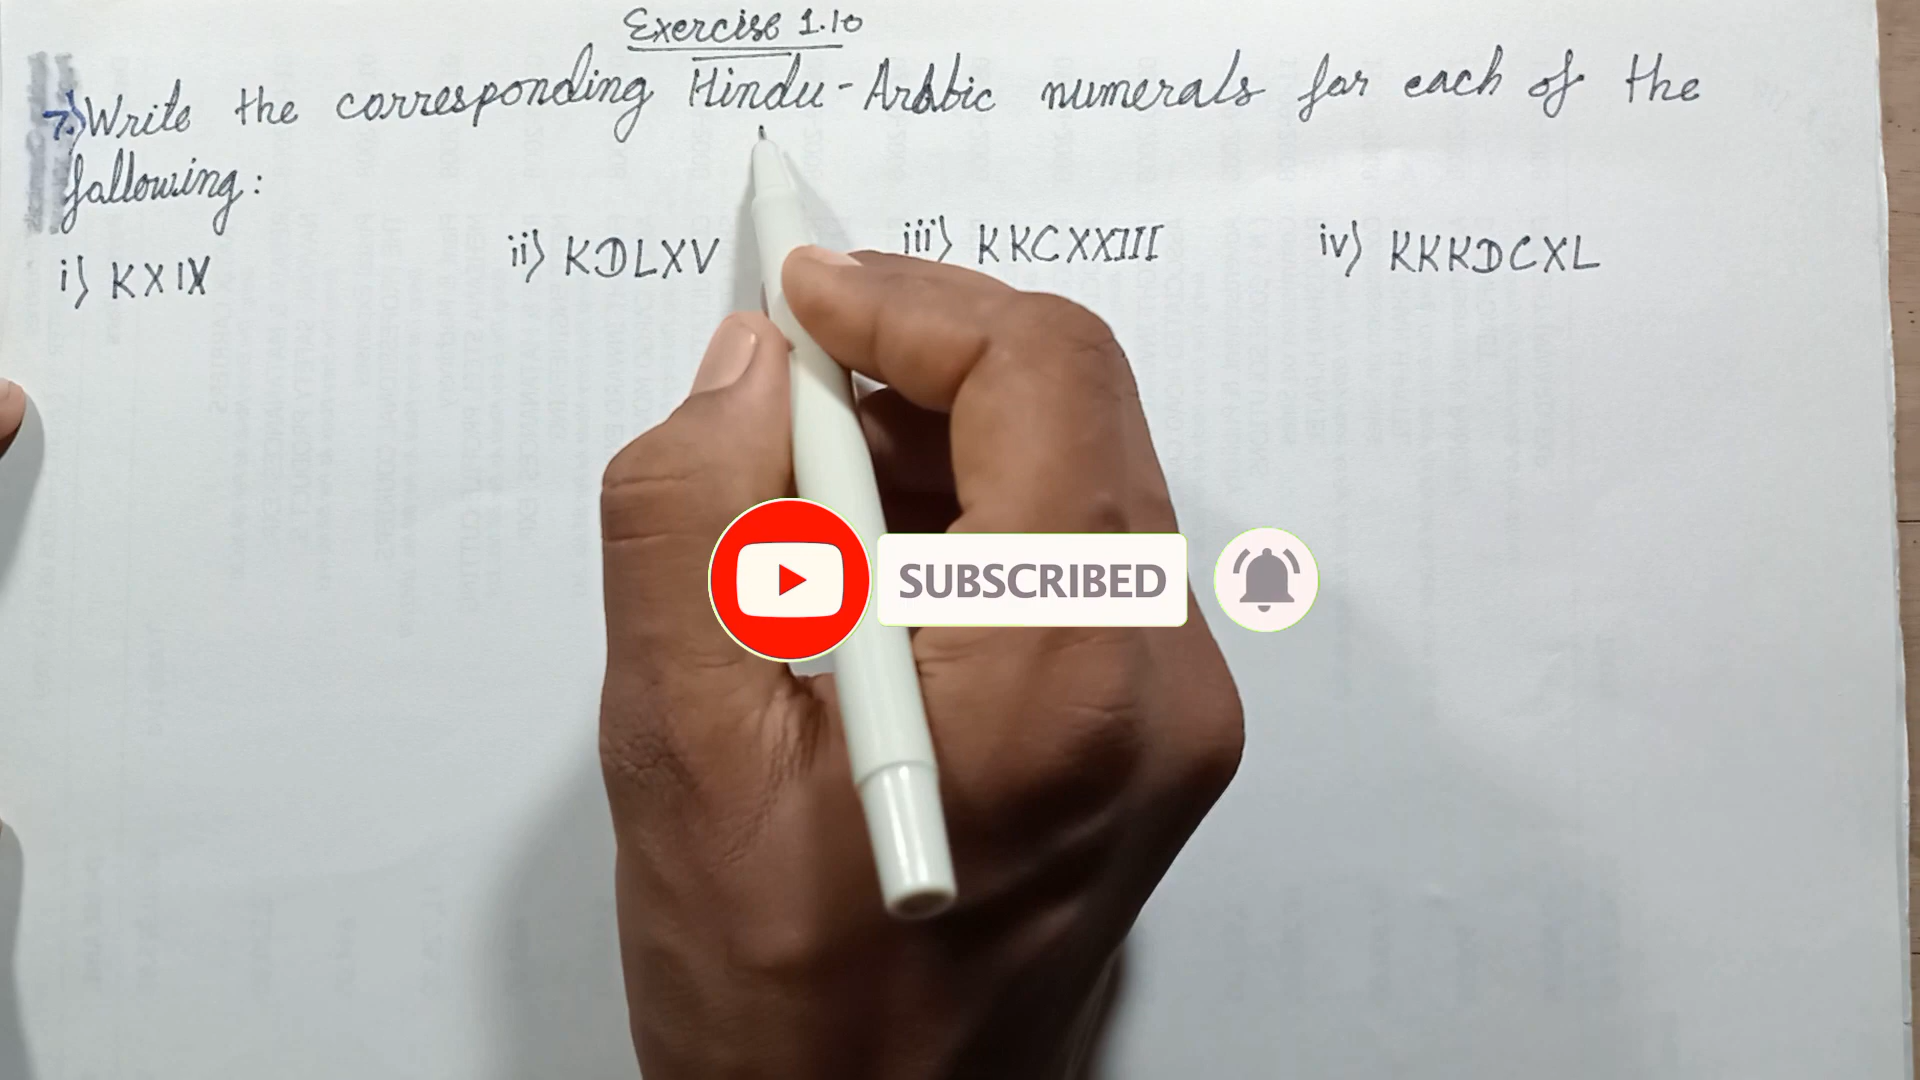 Exercise 1.10
7.) Write the corresponding Hindu-Arabic numerals for each of the
fallowing:
i) KXIX
ii) KDLXV
iii) KKCXXIII
iv) KKKDCXL
SUBSCRIBED